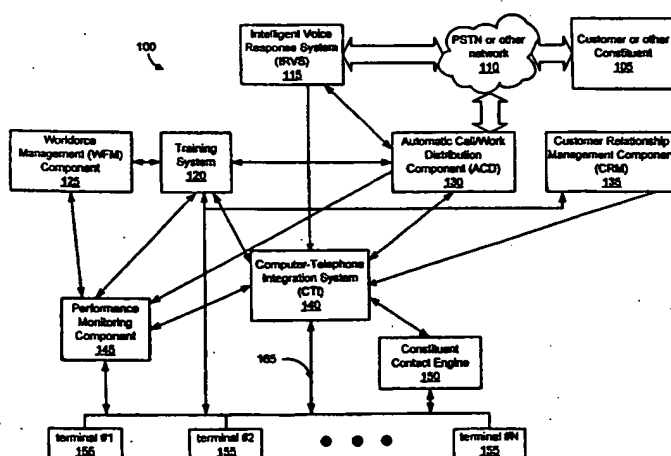 100
Intelligent Voice
Response System
(IRVS)
115
PSTN or other
network
110
Customer or other
Constituent
105
Workforce
Management (WFM)
Component
125
Training
System
120
Automatic Call/Work
Distribution
Component (ACD)
130
Customer Relationship
Management Component
(CRM)
135
Computer-Telephone
Integration System
(CTI)
140
Performance
Monitoring
Component
145
165
Constituent
Contact Engine
150
terminal #1
155
terminal #2
155
terminal #N
155